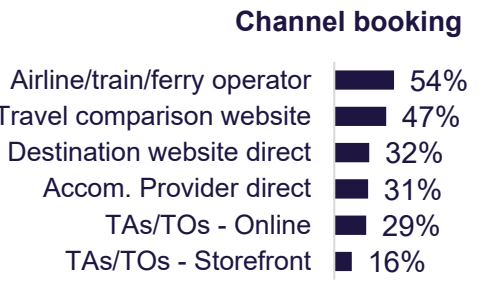 Channel booking
Airline/train/ferry operator 54%
Travel comparison website 47%
Destination website direct 32%
Accom. Provider direct 31%
TAs/TOs - Online 29%
TAs/TOs - Storefront 16%